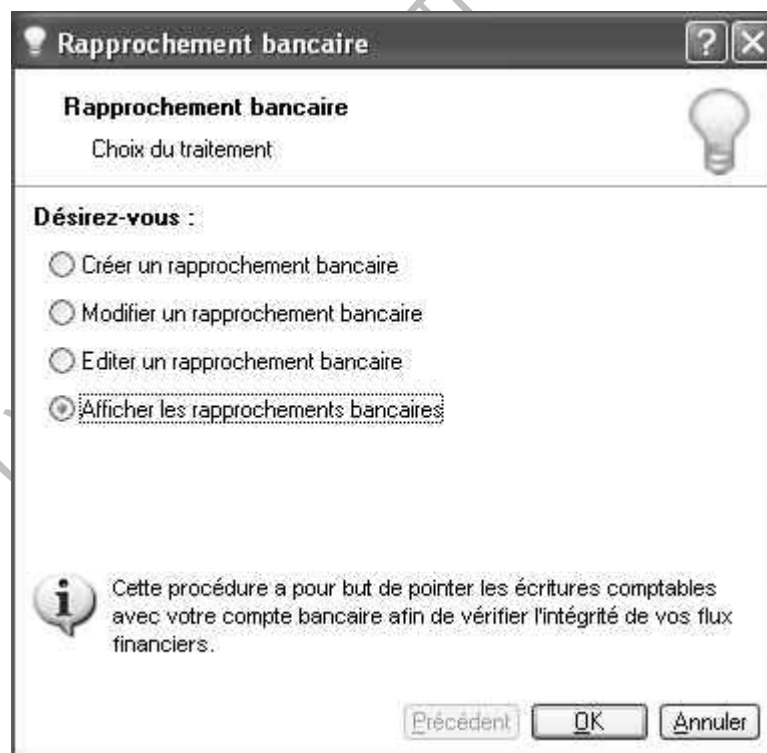 Rapprochement bancaire
Rapprochement bancaire
Choix du traitement
Désirez-vous :
Créer un rapprochement bancaire
Modifier un rapprochement bancaire
Editer un rapprochement bancaire
Afficher les rapprochements bancaires
Cette procédure a pour but de pointer les écritures comptables
avec votre compte bancaire afin de vérifier l'intégrité de vos flux
financiers.
Précédent OK Annuler